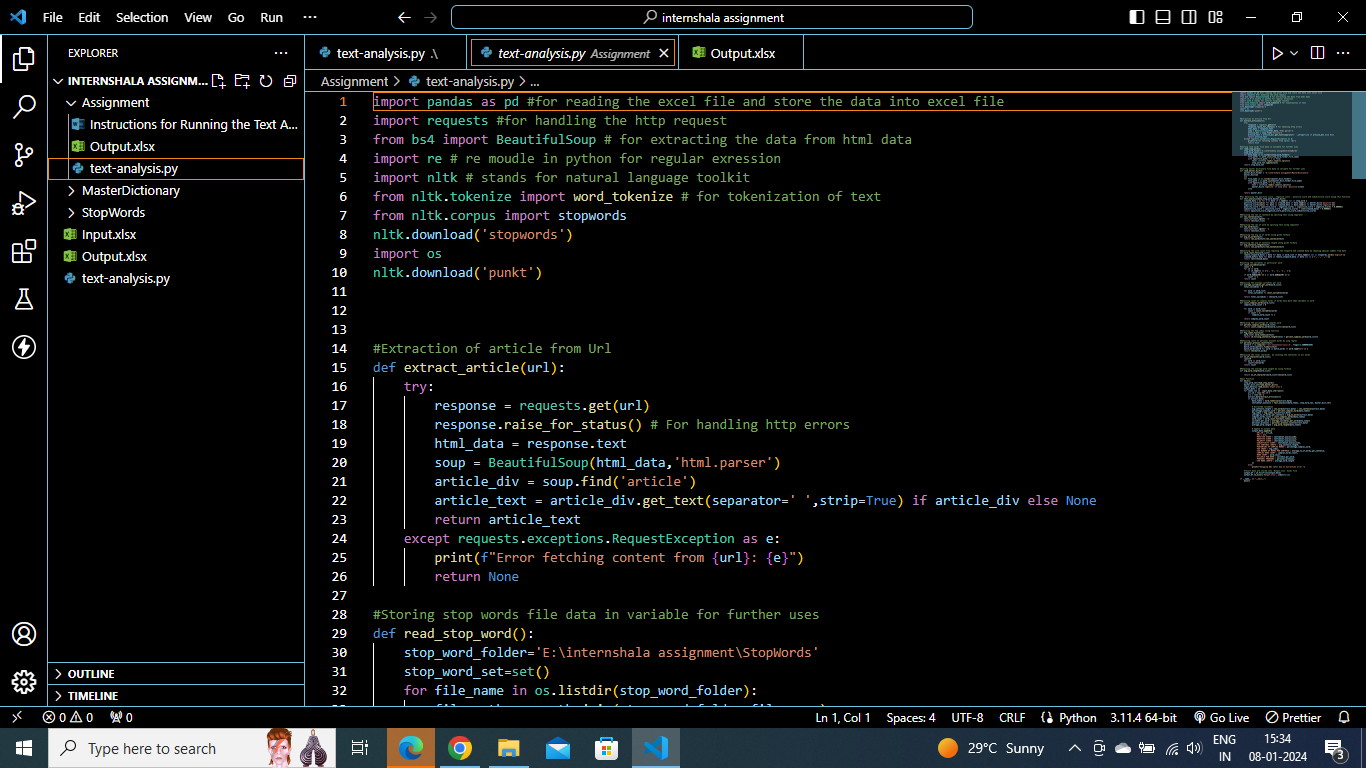 File Edit Selection View Go Run ··· internshala assignment
EXPLORER ···
INTERNSHALA ASSIGNM...
Assignment
Instructions for Running the Text A...
Output.xlsx
text-analysis.py
MasterDictionary
StopWords
Input.xlsx
Output.xlsx
text-analysis.py
OUTLINE
TIMELINE
text-analysis.py .\ text-analysis.py Assignment Output.xlsx
Assignment > text-analysis.py > ...
1 import pandas as pd #for reading the excel file and store the data into excel file
2 import requests #for handling the http request
3 from bs4 import BeautifulSoup # for extracting the data from html data
4 import re # re moudle in python for regular exression
5 import nltk # stands for natural language toolkit
6 from nltk.tokenize import word_tokenize # for tokenization of text
7 from nltk.corpus import stopwords
8 nltk.download('stopwords')
9 import os
10 nltk.download('punkt')
11
12
13
14 #Extraction of article from Url
15 def extract_article(url):
16 try:
17 response = requests.get(url)
18 response.raise_for_status() # For handling http errors
19 html_data = response.text
20 soup = BeautifulSoup(html_data,'html.parser')
21 article_div = soup.find('article')
22 article_text = article_div.get_text(separator=' ',strip=True) if article_div else None
23 return article_text
24 except requests.exceptions.RequestException as e:
25 print(f"Error fetching content from {url}: {e}")
26 return None
27
28 #Storing stop words file data in variable for further uses
29 def read_stop_word():
30 stop_word_folder='E:\internshala assignment\StopWords'
31 stop_word_set=set()
32 for file_name in os.listdir(stop_word_folder):
0 0 0 Ln 1, Col 1 Spaces: 4 UTF-8 CRLF Python 3.11.4 64-bit Go Live Prettier
Type here to search 29°C Sunny ENG IN 15:34 08-01-2024 3